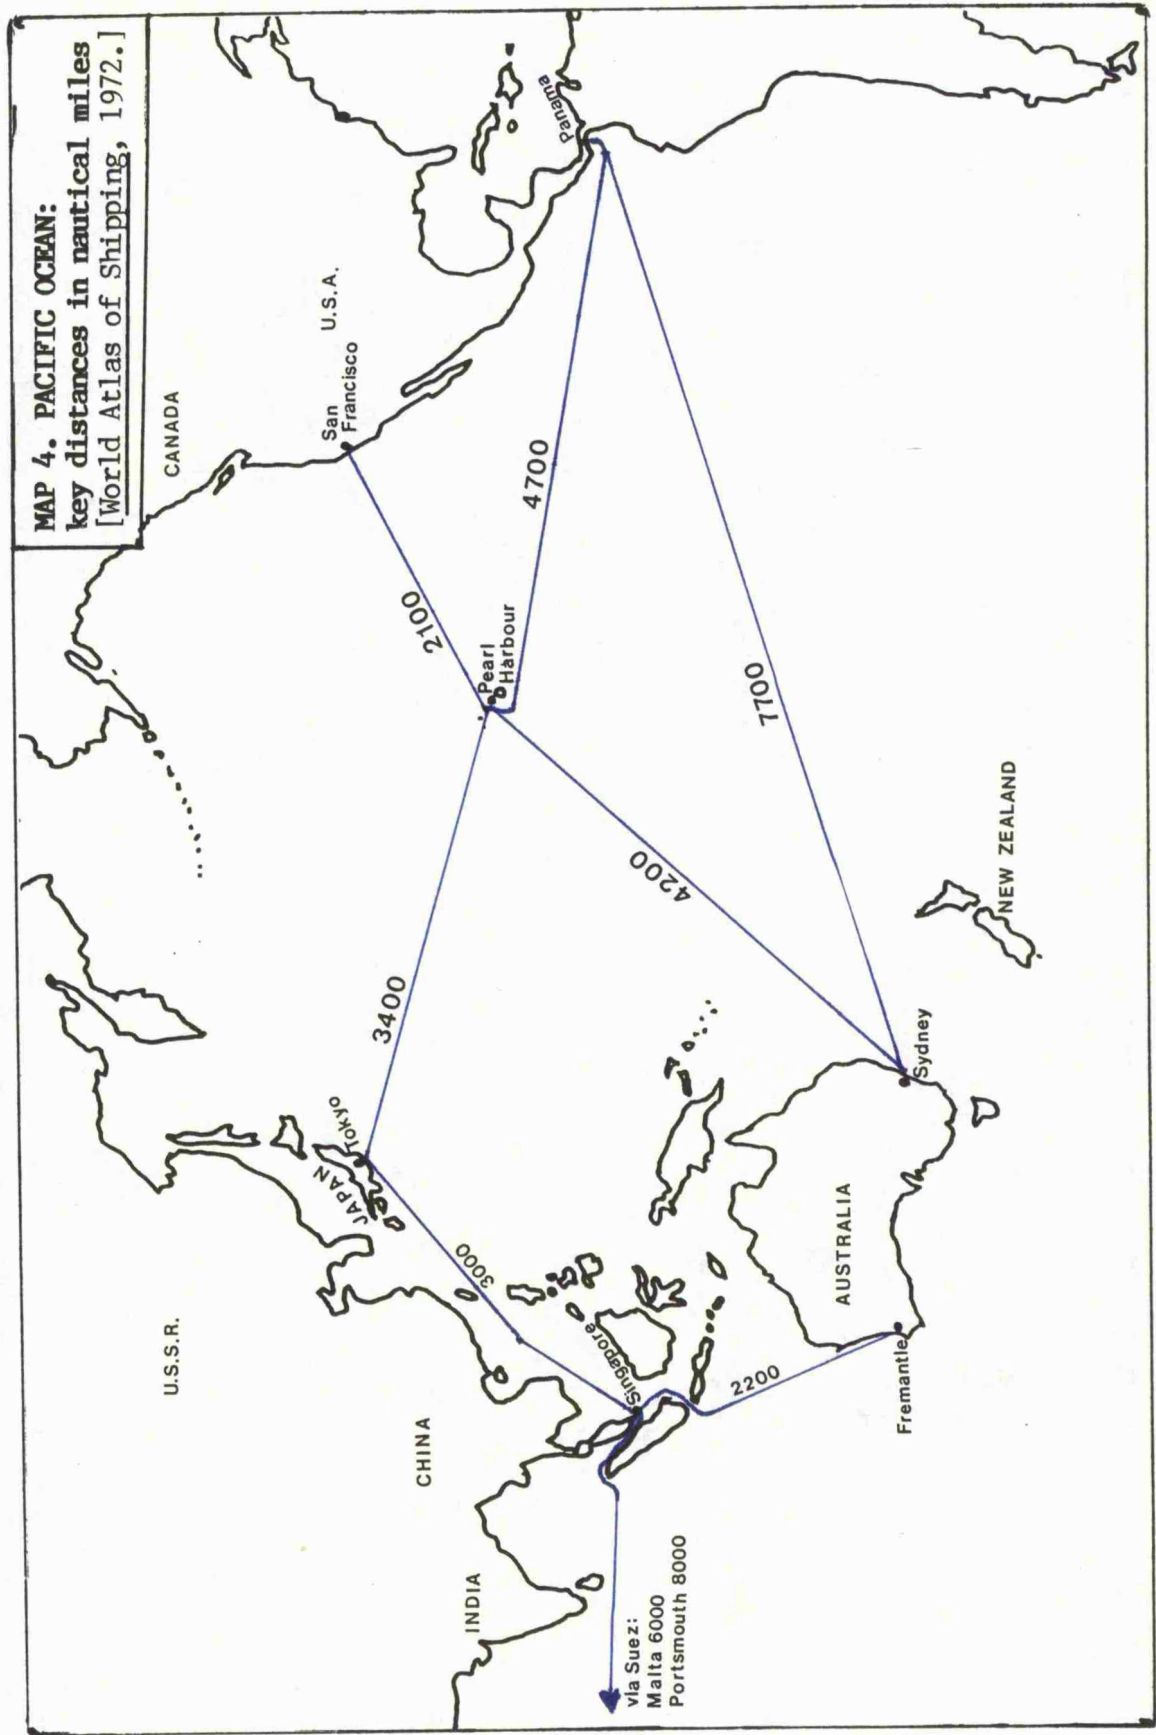 MAP 4. PACIFIC OCEAN:
key distances in nautical miles
[World Atlas of Shipping, 1972.]
U.S.S.R.
CANADA
CHINA
INDIA
JAPAN
Tokyo
San
Francisco
U.S.A.
Panama
3400
2100
Pearl
Harbour
4700
3000
Singapore
via Suez:
Malta 6000
Portsmouth 8000
2200
4200
7700
AUSTRALIA
Fremantle
Sydney
NEW ZEALAND